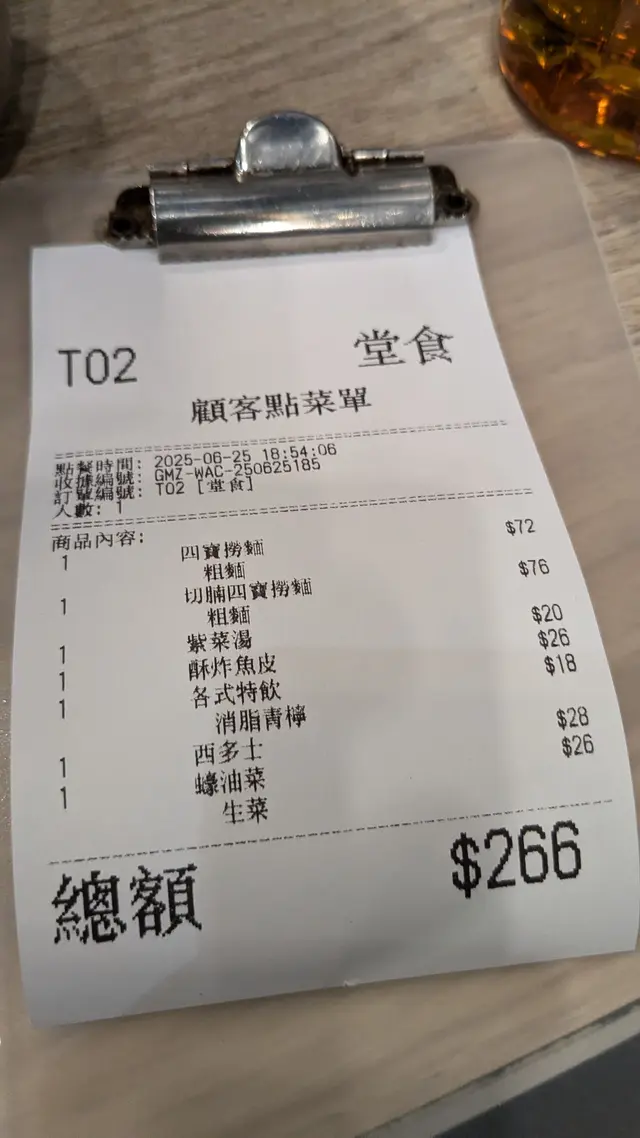 T02 堂食
顧客點菜單
點餐時間: 2025-06-25 18:54:06
收據編號: GMZ-WAC-250625185
訂單編號: T02 [堂食]
人數: 1
商品內容:
1 四寶撈麵 $72
粗麵
1 切腩四寶撈麵 $76
粗麵
1 紫菜湯 $20
1 酥炸魚皮 $26
1 各式特飲 $18
消脂青檸
1 西多士 $28
1 蠔油菜 $26
生菜
總額 $266